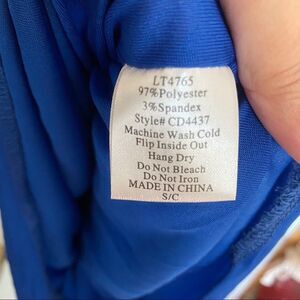 LT4765
97%Polyester
3%Spandex
Style# CD4437
Machine Wash Cold
Flip Inside Out
Hang Dry
Do Not Bleach
Do Not Iron
MADE IN CHINA
S/C